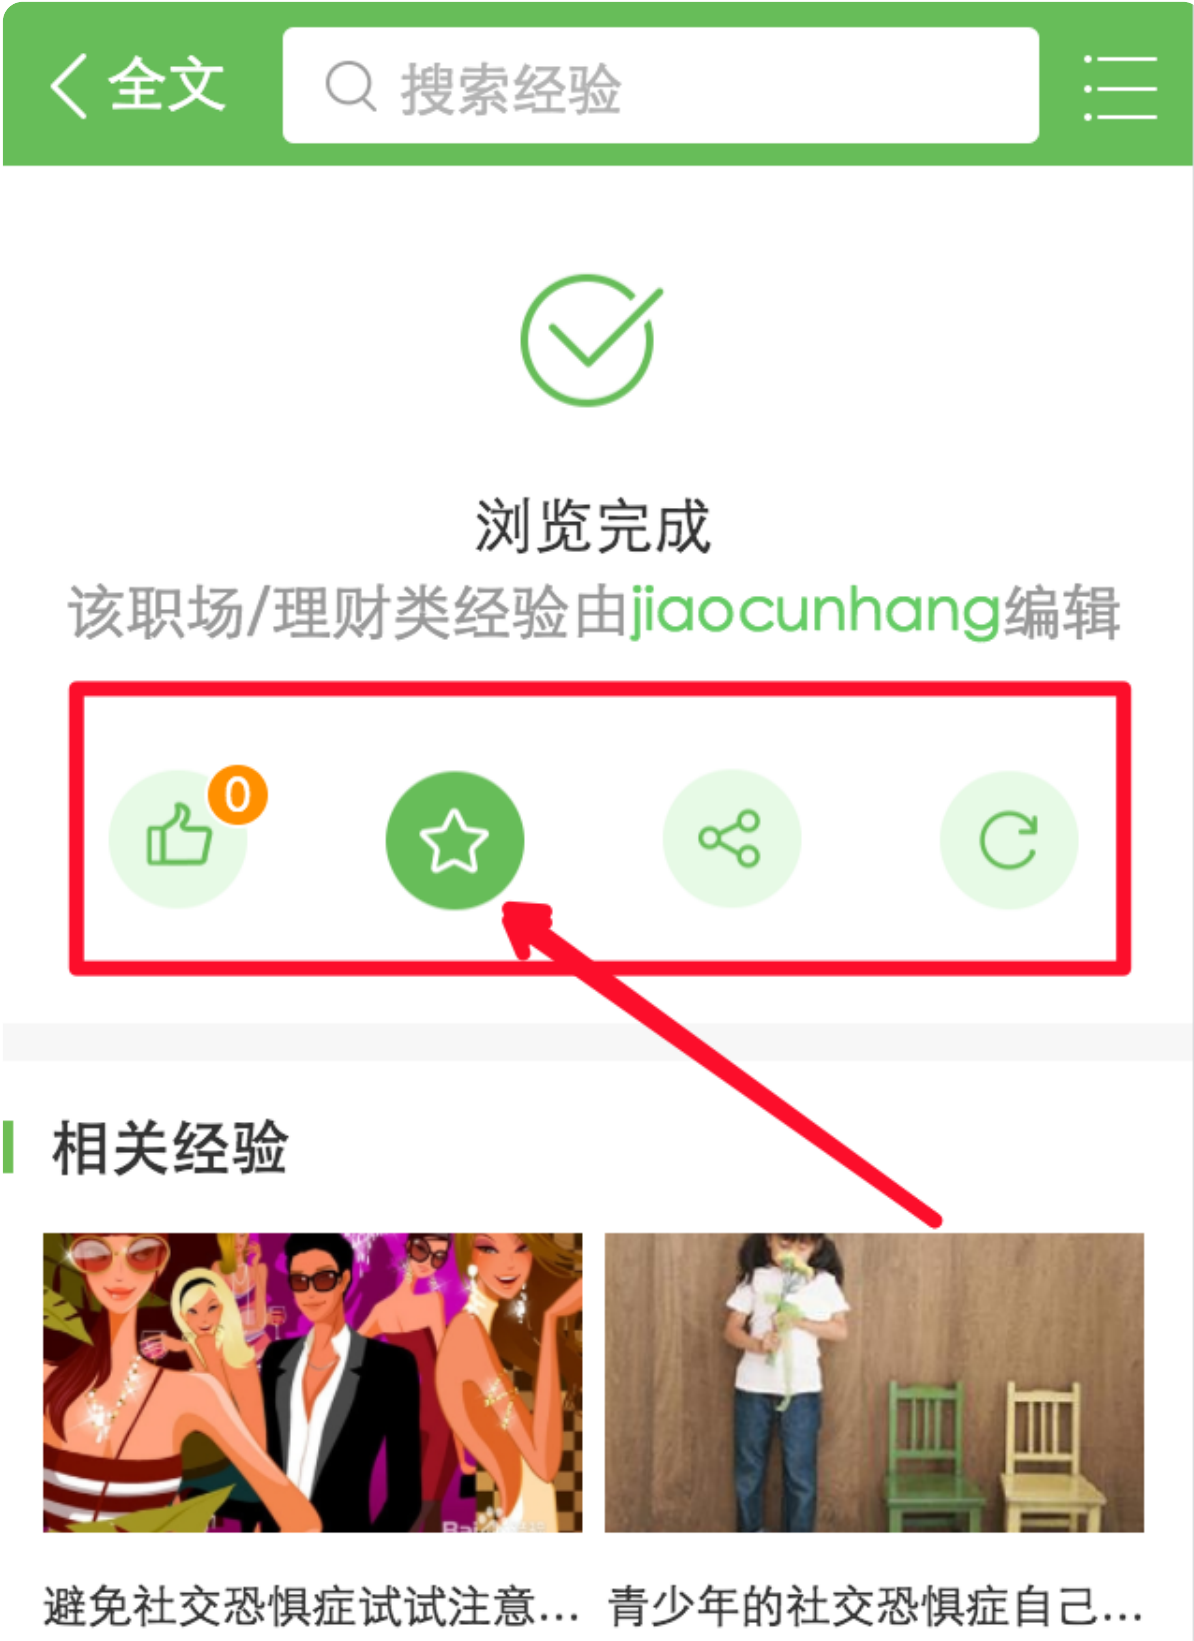 全文
搜索经验
浏览完成
该职场/理财类经验由jiaocunhang编辑
0
相关经验
避免社交恐惧症试试注意...
青少年的社交恐惧症自己...